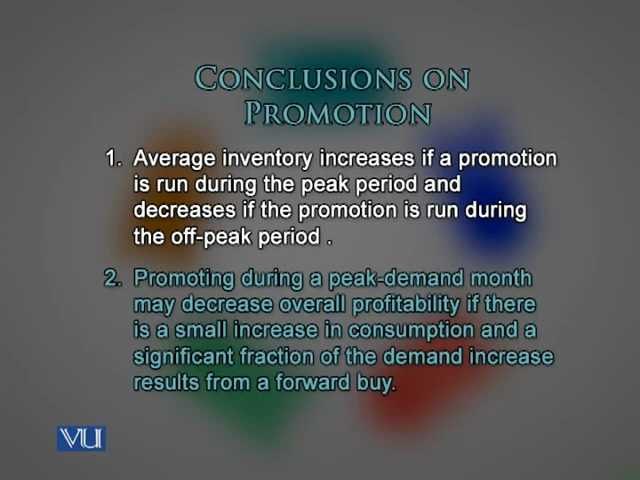 CONCLUSIONS ON
PROMOTION
1. Average inventory increases if a promotion
is run during the peak period and
decreases if the promotion is run during
the off-peak period .
2. Promoting during a peak-demand month
may decrease overall profitability if there
is a small increase in consumption and a
significant fraction of the demand increase
results from a forward buy.
VU